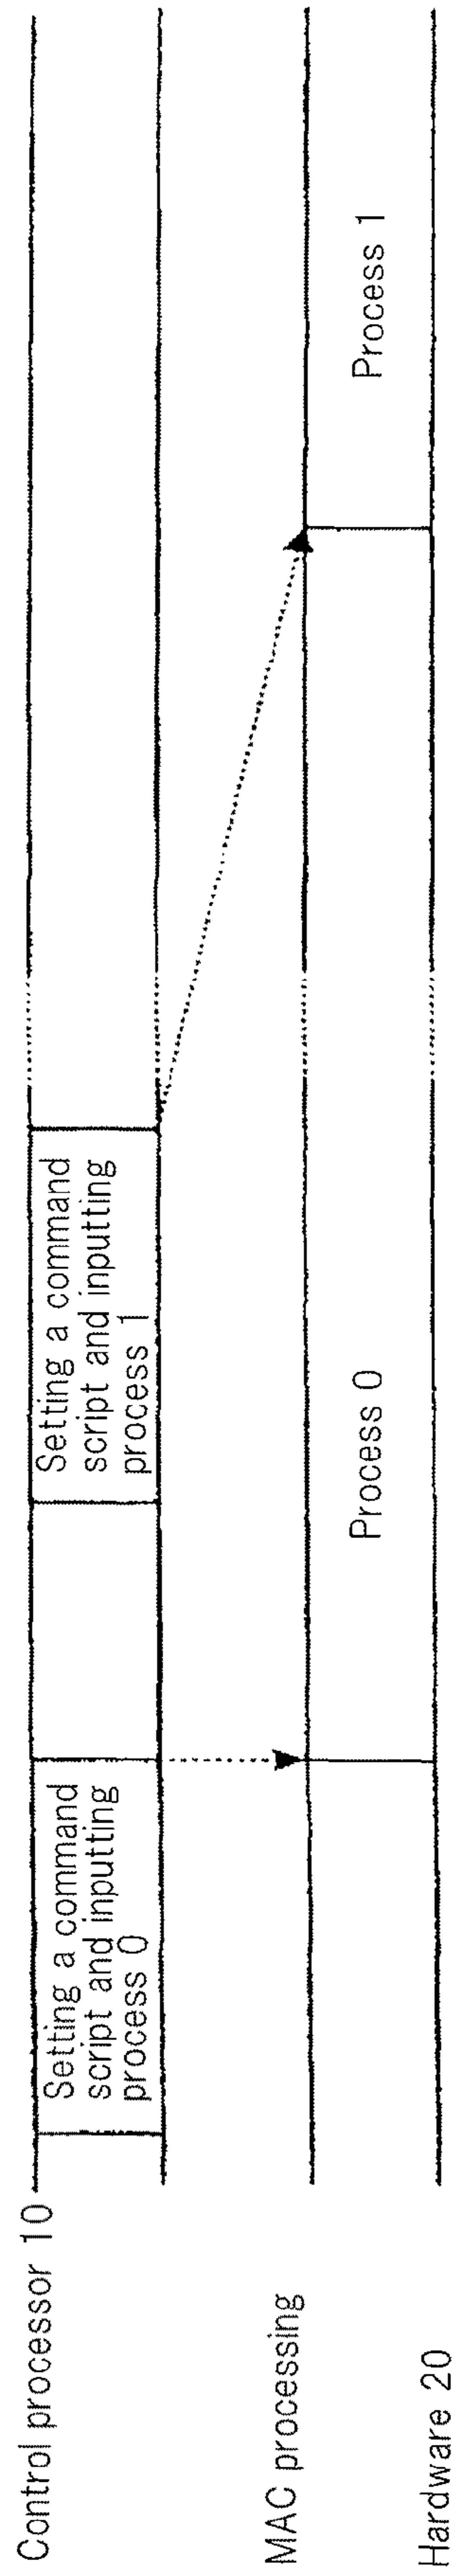 Control processor 10
Setting a command
script and inputting
process 0
Setting a command
script and inputting
process 1
MAC processing
Hardware 20
Process 0
Process 1